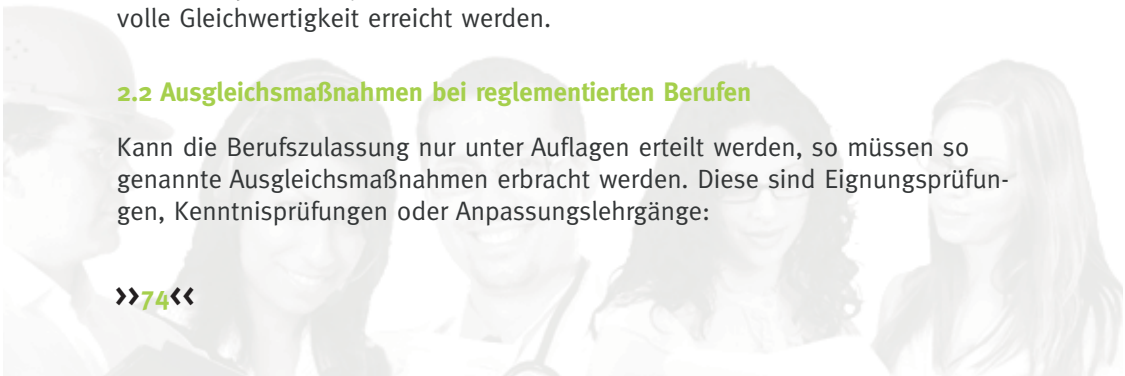 volle Gleichwertigkeit erreicht werden.
2.2 Ausgleichsmaßnahmen bei reglementierten Berufen
Kann die Berufszulassung nur unter Auflagen erteilt werden, so müssen so
genannte Ausgleichsmaßnahmen erbracht werden. Diese sind Eignungsprüfun-
gen, Kenntnisprüfungen oder Anpassungslehrgänge:
>>74<<